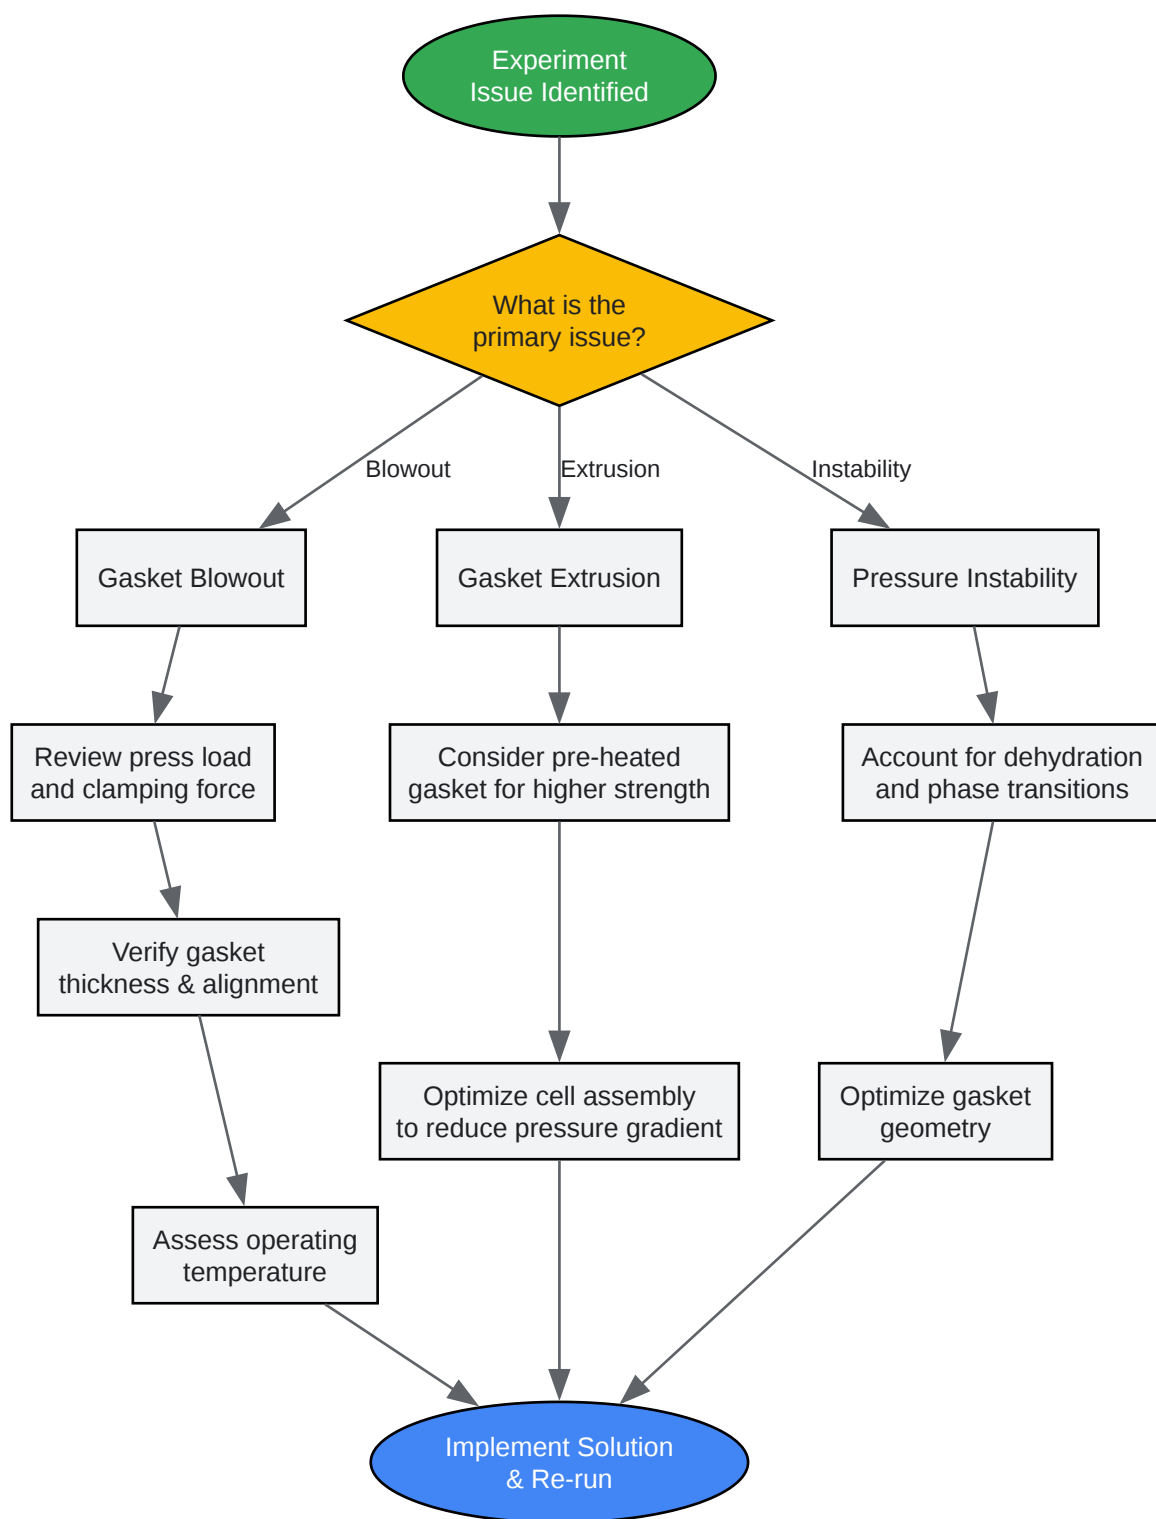 Experiment
Issue Identified
What is the
primary issue?
Blowout
Extrusion
Instability
Gasket Blowout
Gasket Extrusion
Pressure Instability
Review press load
and clamping force
Consider pre-heated
gasket for higher strength
Account for dehydration
and phase transitions
Verify gasket
thickness & alignment
Optimize cell assembly
to reduce pressure gradient
Optimize gasket
geometry
Assess operating
temperature
Implement Solution
& Re-run